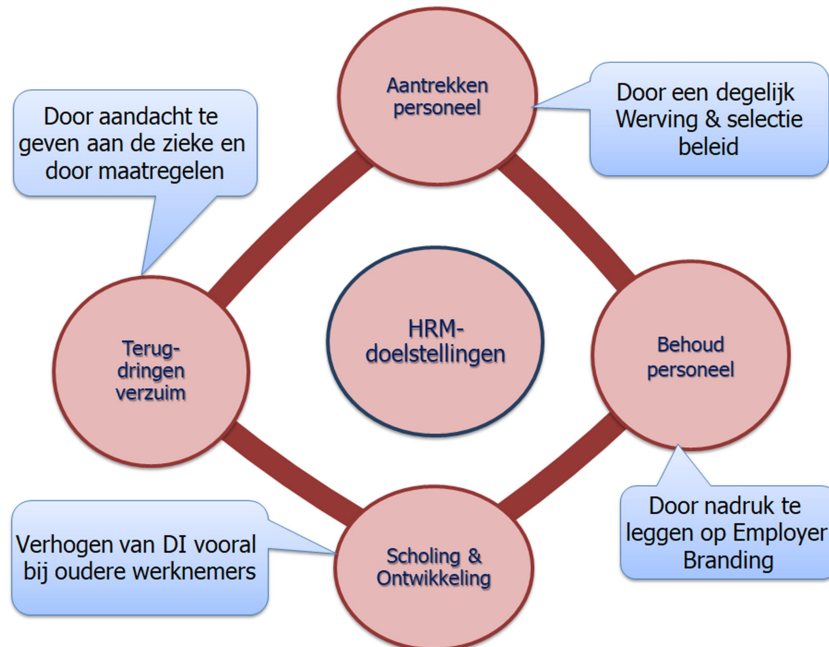 Aantrekken
personeel
Door een degelijk
Werving & selectie
beleid
Door aandacht te
geven aan de zieke en
door maatregelen
HRM-
doelstellingen
Terug-
dringen
verzuim
Behoud
personeel
Door nadruk te
leggen op Employer
Branding
Verhogen van DI vooral
bij oudere werknemers
Scholing &
Ontwikkeling